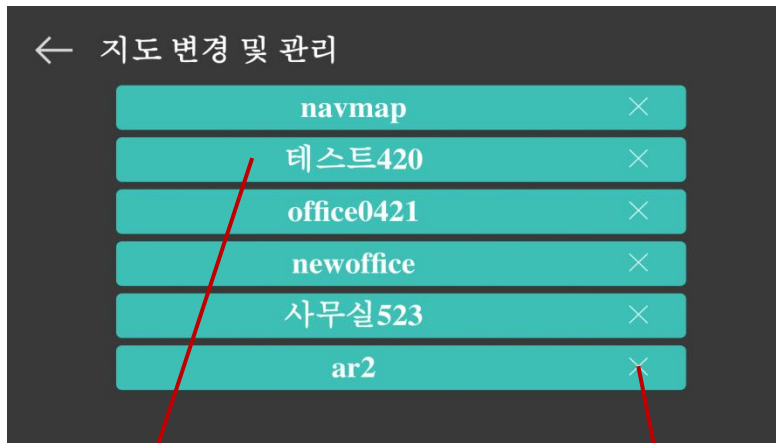 지도 변경 및 관리
navmap
테스트420
office0421
newoffice
사무실523
ar2